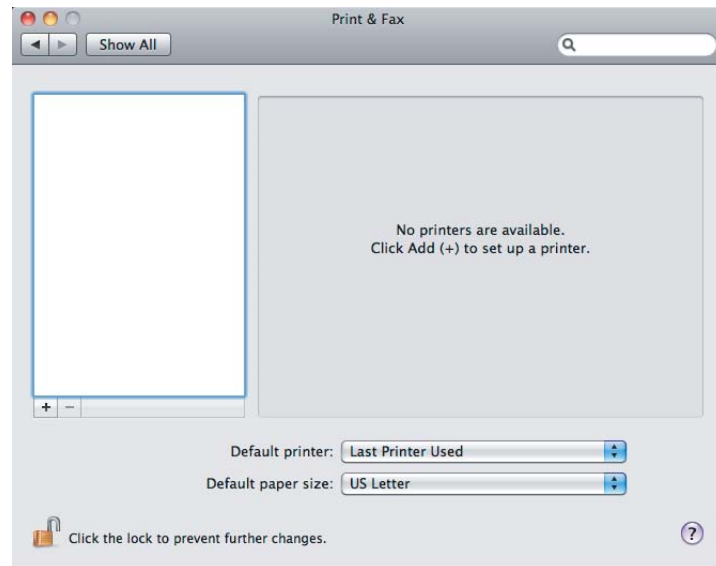 Print & Fax
Show All
No printers are available.
Click Add (+) to set up a printer.
+ −
Default printer: Last Printer Used
Default paper size: US Letter
Click the lock to prevent further changes.
?